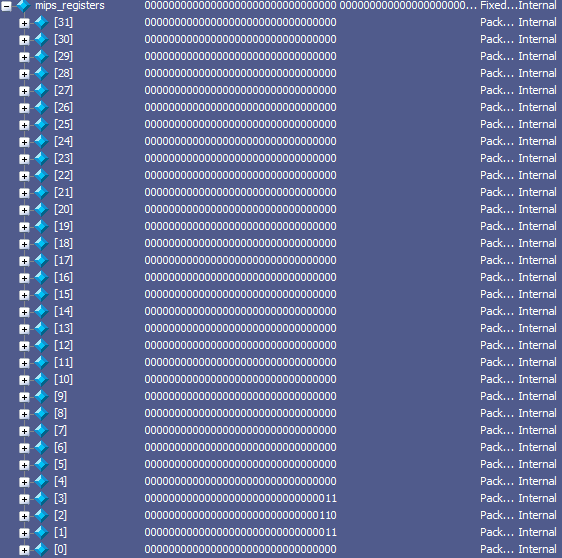 mips_registers 00000000000000000000000000000000 000000000000000000000... Fixed... Internal
[31] 00000000000000000000000000000000 Pack... Internal
[30] 00000000000000000000000000000000 Pack... Internal
[29] 00000000000000000000000000000000 Pack... Internal
[28] 00000000000000000000000000000000 Pack... Internal
[27] 00000000000000000000000000000000 Pack... Internal
[26] 00000000000000000000000000000000 Pack... Internal
[25] 00000000000000000000000000000000 Pack... Internal
[24] 00000000000000000000000000000000 Pack... Internal
[23] 00000000000000000000000000000000 Pack... Internal
[22] 00000000000000000000000000000000 Pack... Internal
[21] 00000000000000000000000000000000 Pack... Internal
[20] 00000000000000000000000000000000 Pack... Internal
[19] 00000000000000000000000000000000 Pack... Internal
[18] 00000000000000000000000000000000 Pack... Internal
[17] 00000000000000000000000000000000 Pack... Internal
[16] 00000000000000000000000000000000 Pack... Internal
[15] 00000000000000000000000000000000 Pack... Internal
[14] 00000000000000000000000000000000 Pack... Internal
[13] 00000000000000000000000000000000 Pack... Internal
[12] 00000000000000000000000000000000 Pack... Internal
[11] 00000000000000000000000000000000 Pack... Internal
[10] 00000000000000000000000000000000 Pack... Internal
[9] 00000000000000000000000000000000 Pack... Internal
[8] 00000000000000000000000000000000 Pack... Internal
[7] 00000000000000000000000000000000 Pack... Internal
[6] 00000000000000000000000000000000 Pack... Internal
[5] 00000000000000000000000000000000 Pack... Internal
[4] 00000000000000000000000000000000 Pack... Internal
[3] 00000000000000000000000000000011 Pack... Internal
[2] 00000000000000000000000000000110 Pack... Internal
[1] 00000000000000000000000000000011 Pack... Internal
[0] 00000000000000000000000000000000 Pack... Internal